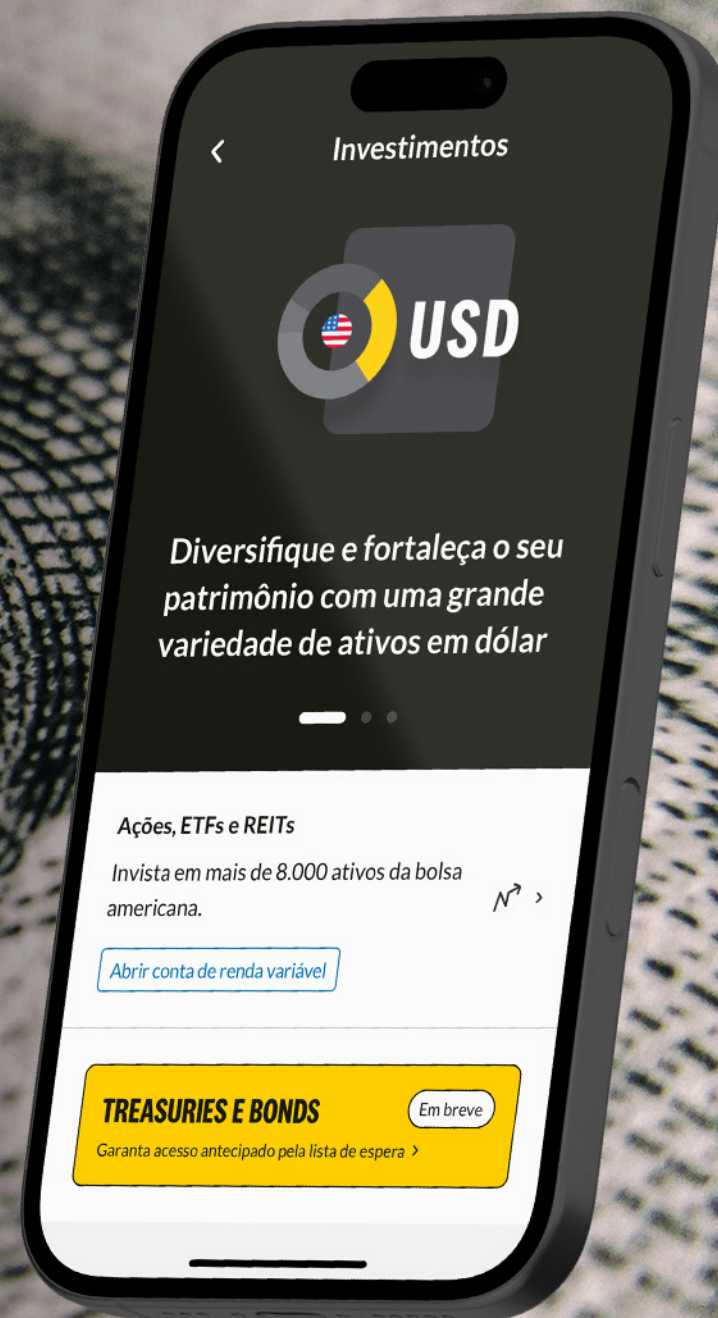 Investimentos
USD
Diversifique e fortaleça o seu
patrimônio com uma grande
variedade de ativos em dólar
Ações, ETFs e REITs
Invista em mais de 8.000 ativos da bolsa
americana.
Abrir conta de renda variável
TREASURIES E BONDS
Em breve
Garanta acesso antecipado pela lista de espera